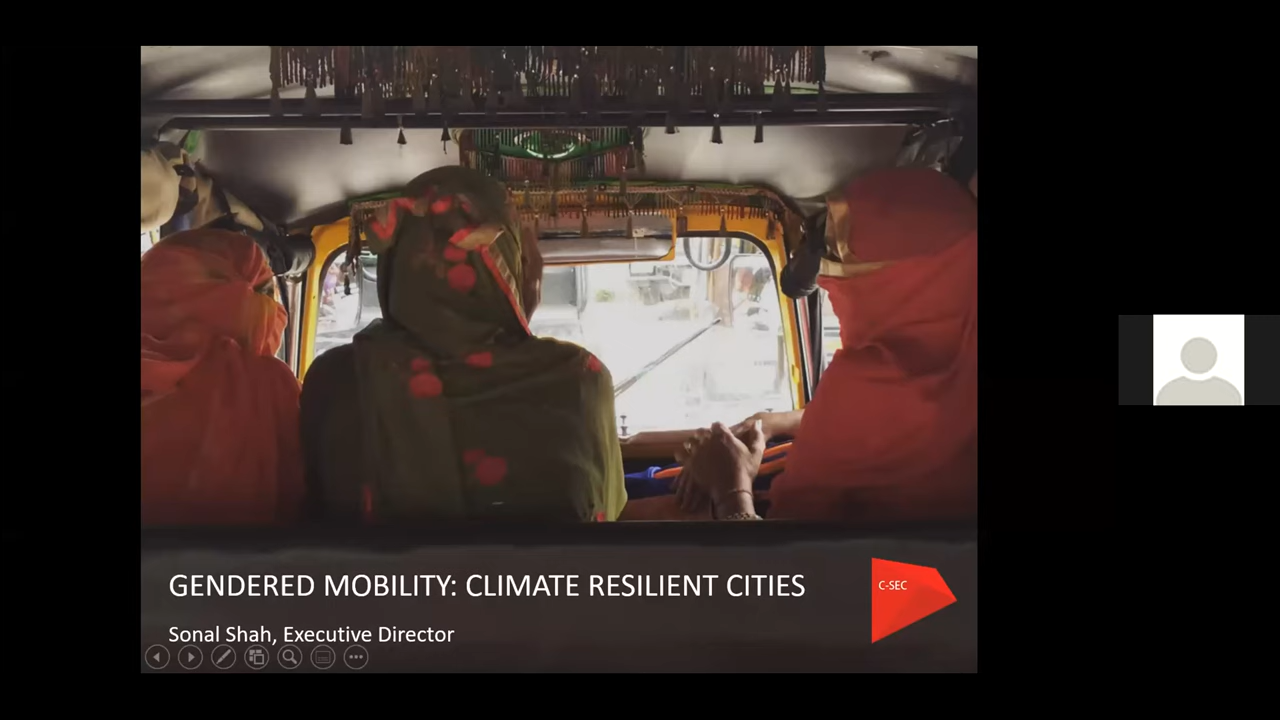 GENDERED MOBILITY: CLIMATE RESILIENT CITIES
C-SEC
Sonal Shah, Executive Director